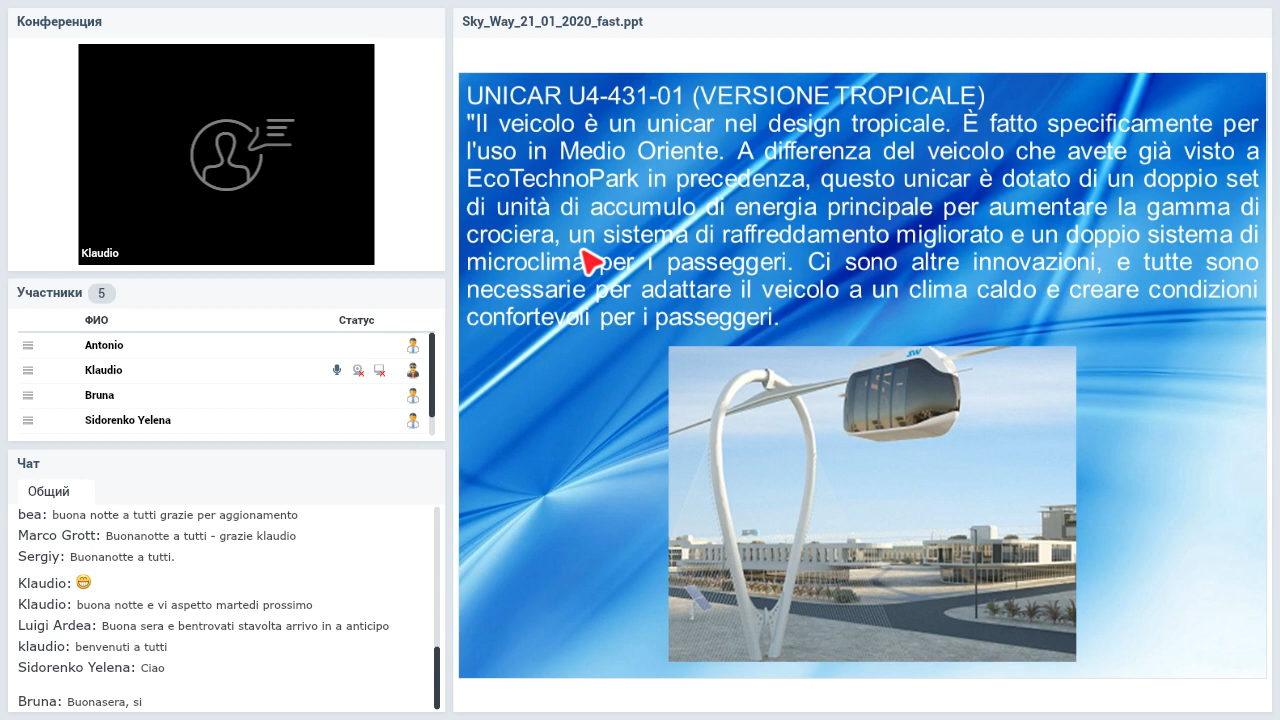 Конференция
Klaudio
Участники 5
ФИО Статус
Antonio
Klaudio
Bruna
Sidorenko Yelena
Чат
Общий
bea: buona notte a tutti grazie per aggionamento
Marco Grott: Buonanotte a tutti - grazie klaudio
Sergiy: Buonanotte a tutti.
Klaudio:
Klaudio: buona notte e vi aspetto martedi prossimo
Luigi Ardea: Buona sera e bentrovati stavolta arrivo in a anticipo
klaudio: benvenuti a tutti
Sidorenko Yelena: Ciao
Bruna: Buonasera, si
Sky_Way_21_01_2020_fast.ppt
UNICAR U4-431-01 (VERSIONE TROPICALE)
"Il veicolo è un unicar nel design tropicale. È fatto specificamente per
l'uso in Medio Oriente. A differenza del veicolo che avete già visto a
EcoTechnoPark in precedenza, questo unicar è dotato di un doppio set
di unità di accumulo di energia principale per aumentare la gamma di
crociera, un sistema di raffreddamento migliorato e un doppio sistema di
microclima per i passeggeri. Ci sono altre innovazioni, e tutte sono
necessarie per adattare il veicolo a un clima caldo e creare condizioni
confortevoli per i passeggeri.
SW